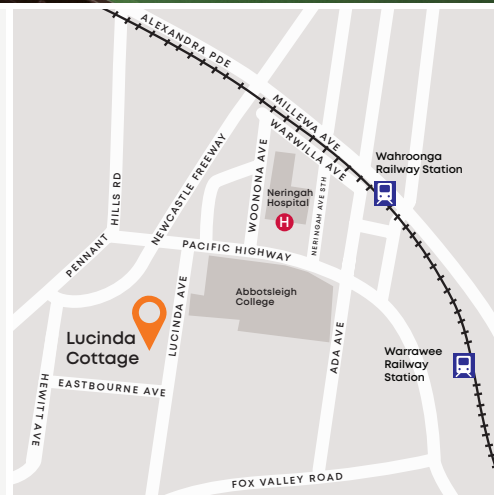 ALEXANDRA PDE
MILLEWA AVE
WARWILLA AVE
Wahroonga
Railway Station
HILLS RD
NEWCASTLE FREEWAY
WOONONA AVE
Neringah
Hospital
H
NERINGAH AVE STH
PENNANT
PACIFIC HIGHWAY
Abbotsleigh
College
LUCINDA AVE
Lucinda
Cottage
ADA AVE
Warrawee
Railway
Station
HEWITT AVE
EASTBOURNE AVE
FOX VALLEY ROAD